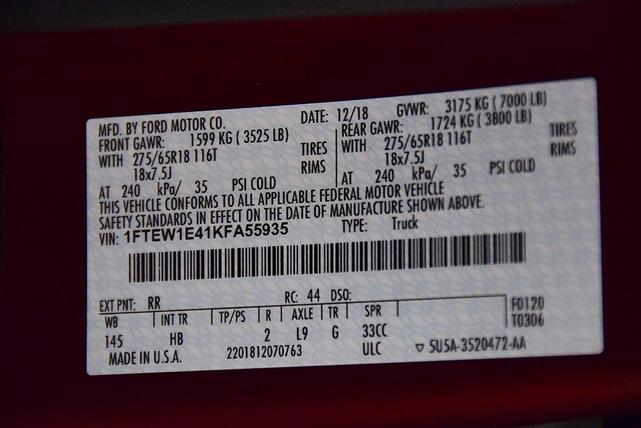 MFD. BY FORD MOTOR CO. DATE: 12/18 GVWR: 3175 KG ( 7000 LB)
FRONT GAWR: 1599 KG ( 3525 LB) REAR GAWR: 1724 KG ( 3800 LB)
WITH 275/65R18 116T TIRES WITH 275/65R18 116T TIRES
18x7.5J RIMS 18x7.5J RIMS
AT 240 kPa/ 35 PSI COLD AT 240 kPa/ 35 PSI COLD
THIS VEHICLE CONFORMS TO ALL APPLICABLE FEDERAL MOTOR VEHICLE
SAFETY STANDARDS IN EFFECT ON THE DATE OF MANUFACTURE SHOWN ABOVE.
VIN: 1FTEW1E41KFA55935 TYPE: Truck
EXT PNT: RR RC: 44 DSO: F0120
WB INT TR TP/PS R AXLE TR SPR T0306
145 HB 2 L9 G 33CC
MADE IN U.S.A. 2201812070763 ULC ▽ 5U5A-3520472-AA